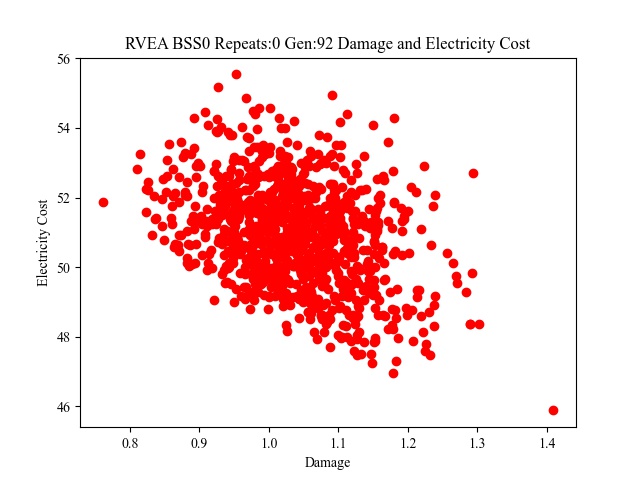 RVEA BSS0 Repeats:0 Gen:92 Damage and Electricity Cost
56
54
52
50
48
46
Electricity Cost
0.8 0.9 1.0 1.1 1.2 1.3 1.4
Damage